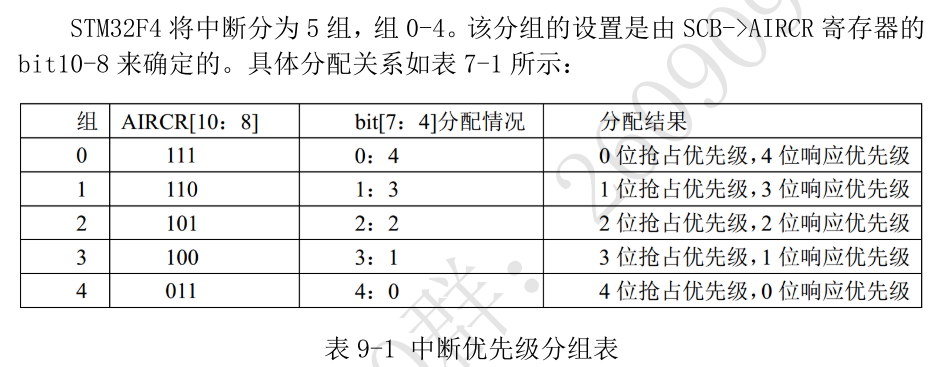 STM32F4 将中断分为 5 组，组 0-4。该分组的设置是由 SCB->AIRCR 寄存器的
bit10-8 来确定的。具体分配关系如表 7-1 所示：
组 AIRCR[10：8] bit[7：4]分配情况 分配结果
0 111 0：4 0 位抢占优先级，4 位响应优先级
1 110 1：3 1 位抢占优先级，3 位响应优先级
2 101 2：2 2 位抢占优先级，2 位响应优先级
3 100 3：1 3 位抢占优先级，1 位响应优先级
4 011 4：0 4 位抢占优先级，0 位响应优先级
表 9-1 中断优先级分组表
群：